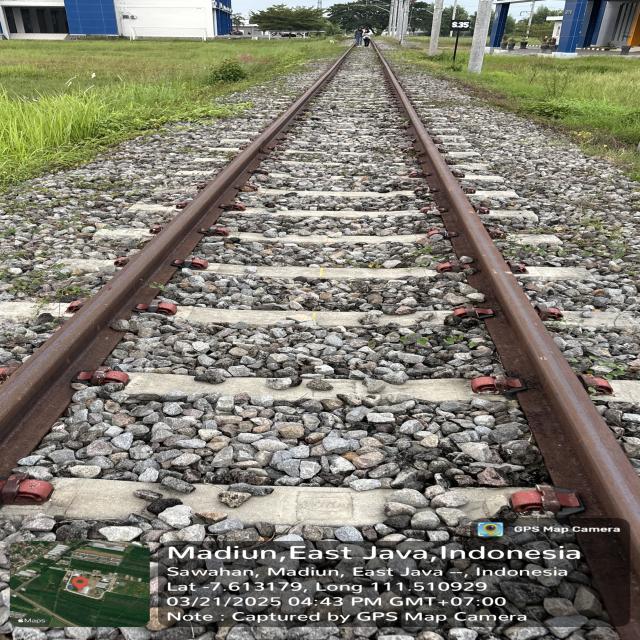 S.35
GPS Map Camera
Madiun,East Java,Indonesia
Sawahan, Madiun, East Java –, Indonesia
Lat -7.613179, Long 111.510929
03/21/2025 04:43 PM GMT+07:00
Note : Captured by GPS Map Camera
Maps